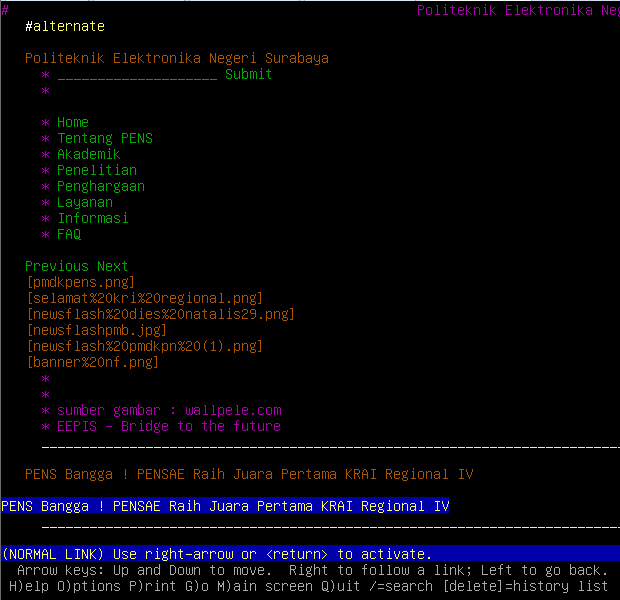 # Politeknik Elektronika Neg
#alternate
Politeknik Elektronika Negeri Surabaya
* ____________________ Submit
*
* Home
* Tentang PENS
* Akademik
* Penelitian
* Penghargaan
* Layanan
* Informasi
* FAQ
Previous Next
[pmdkpens.png]
[selamat%20kri%20regional.png]
[newsflash%20dies%20natalis29.png]
[newsflashpmb.jpg]
[newsflash%20pmdkpn%20(1).png]
[banner%20nf.png]
*
*
* sumber gambar : wallpele.com
* EEPIS - Bridge to the future
PENS Bangga ! PENSAE Raih Juara Pertama KRAI Regional IV
PENS Bangga ! PENSAE Raih Juara Pertama KRAI Regional IV
(NORMAL LINK) Use right-arrow or <return> to activate.
Arrow keys: Up and Down to move. Right to follow a link; Left to go back.
H)elp O)ptions P)rint G)o M)ain screen Q)uit /=search [delete]=history list